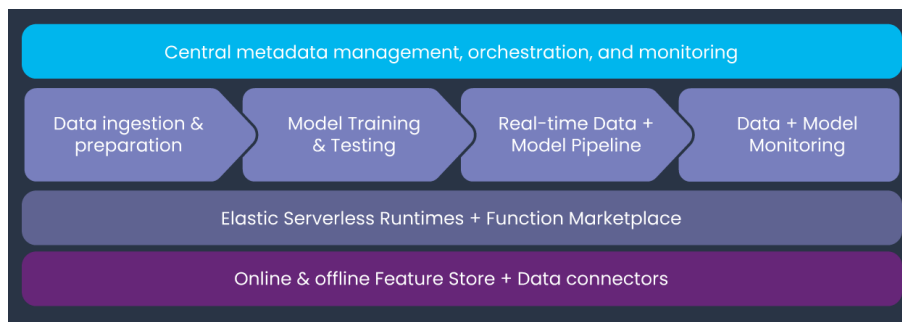 Central metadata management, orchestration, and monitoring
Data ingestion &
preparation
Model Training
& Testing
Real-time Data +
Model Pipeline
Data + Model
Monitoring
Elastic Serverless Runtimes + Function Marketplace
Online & offline Feature Store + Data connectors